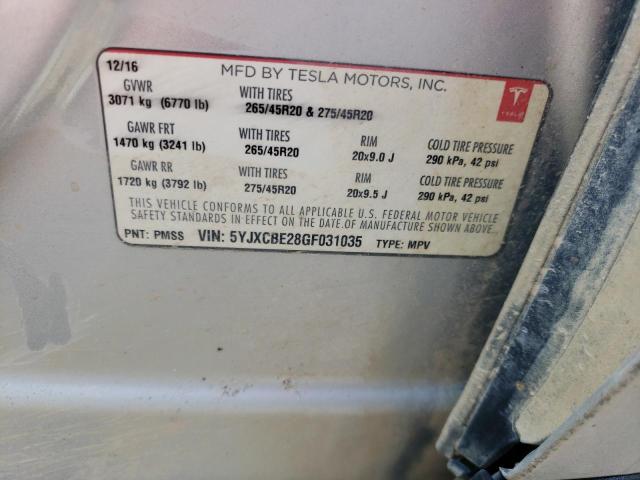 12/16 MFD BY TESLA MOTORS, INC.
GVWR WITH TIRES
3071 kg (6770 lb) 265/45R20 & 275/45R20
GAWR FRT WITH TIRES RIM COLD TIRE PRESSURE
1470 kg (3241 lb) 265/45R20 20x9.0 J 290 kPa, 42 psi
GAWR RR WITH TIRES RIM COLD TIRE PRESSURE
1720 kg (3792 lb) 275/45R20 20x9.5 J 290 kPa, 42 psi
THIS VEHICLE CONFORMS TO ALL APPLICABLE U.S. FEDERAL MOTOR VEHICLE
SAFETY STANDARDS IN EFFECT ON THE DATE OF MANUFACTURE SHOWN ABOVE.
PNT: PMSS VIN: 5YJXCBE28GF031035 TYPE: MPV
TESLA